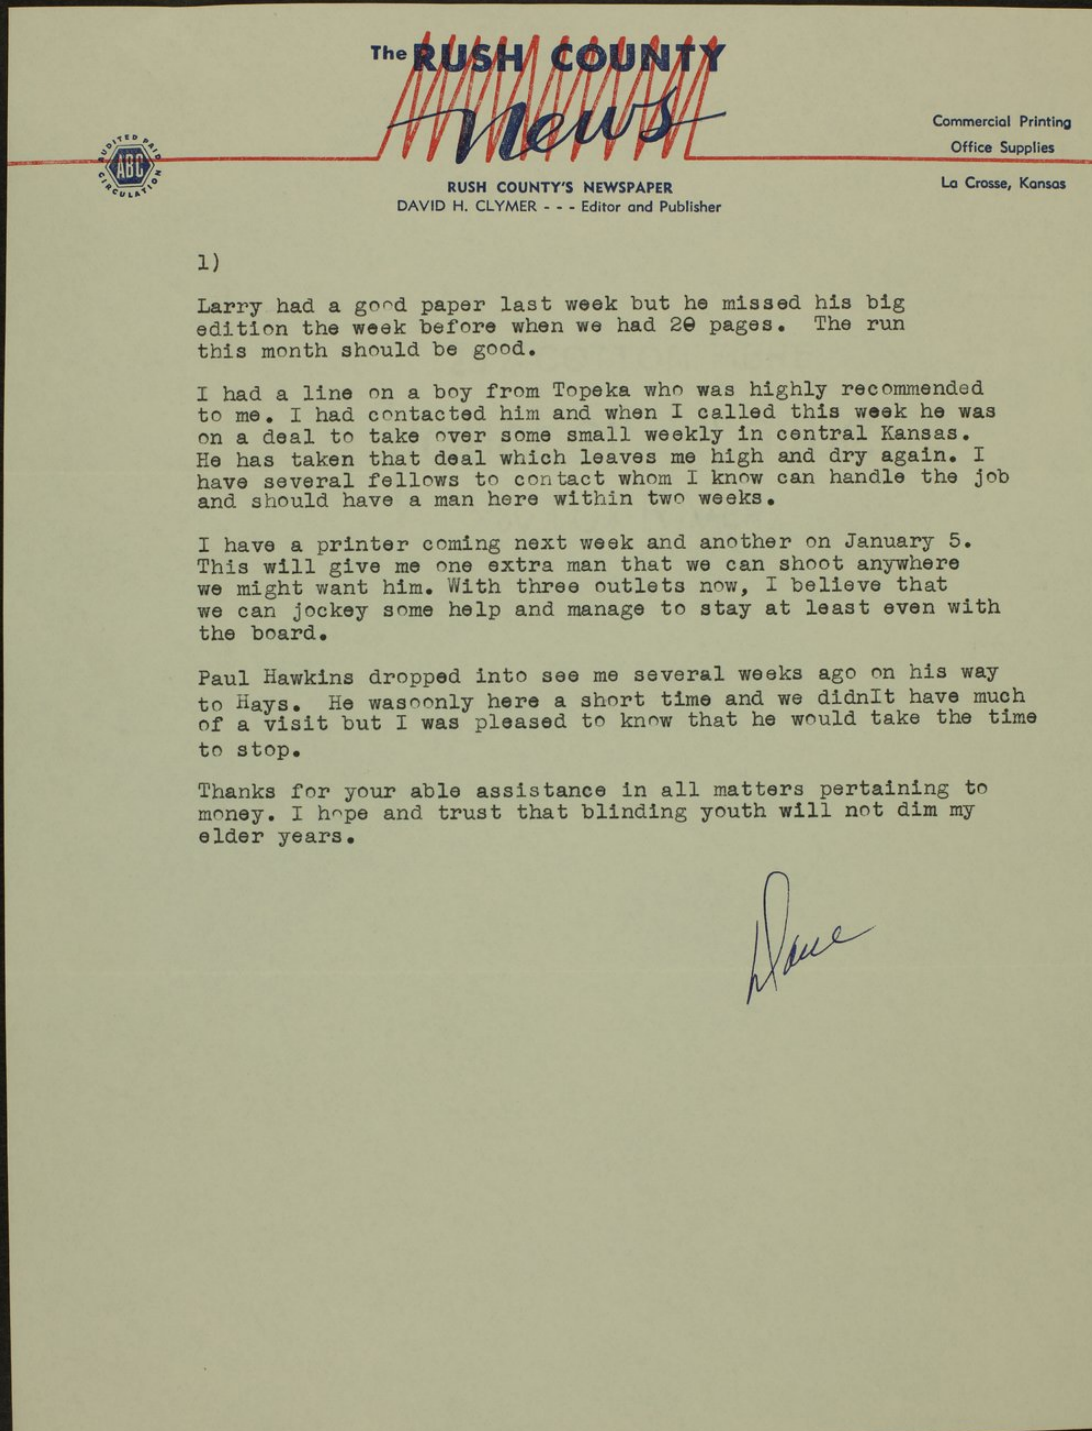 The RUSH COUNTY
News
AUDITED PAID
ABC
CIRCULATION
Commercial Printing
Office Supplies
La Crosse, Kansas
RUSH COUNTY'S NEWSPAPER
DAVID H. CLYMER - - - Editor and Publisher
1)
Larry had a good paper last week but he missed his big
edition the week before when we had 20 pages.  The run
this month should be good.
I had a line on a boy from Topeka who was highly recommended
to me. I had contacted him and when I called this week he was
on a deal to take over some small weekly in central Kansas.
He has taken that deal which leaves me high and dry again. I
have several fellows to contact whom I know can handle the job
and should have a man here within two weeks.
I have a printer coming next week and another on January 5.
This will give me one extra man that we can shoot anywhere
we might want him. With three outlets now, I believe that
we can jockey some help and manage to stay at least even with
the board.
Paul Hawkins dropped into see me several weeks ago on his way
to Hays.  He wasoonly here a short time and we didnIt have much
of a visit but I was pleased to know that he would take the time
to stop.
Thanks for your able assistance in all matters pertaining to
money. I hope and trust that blinding youth will not dim my
elder years.
Dave